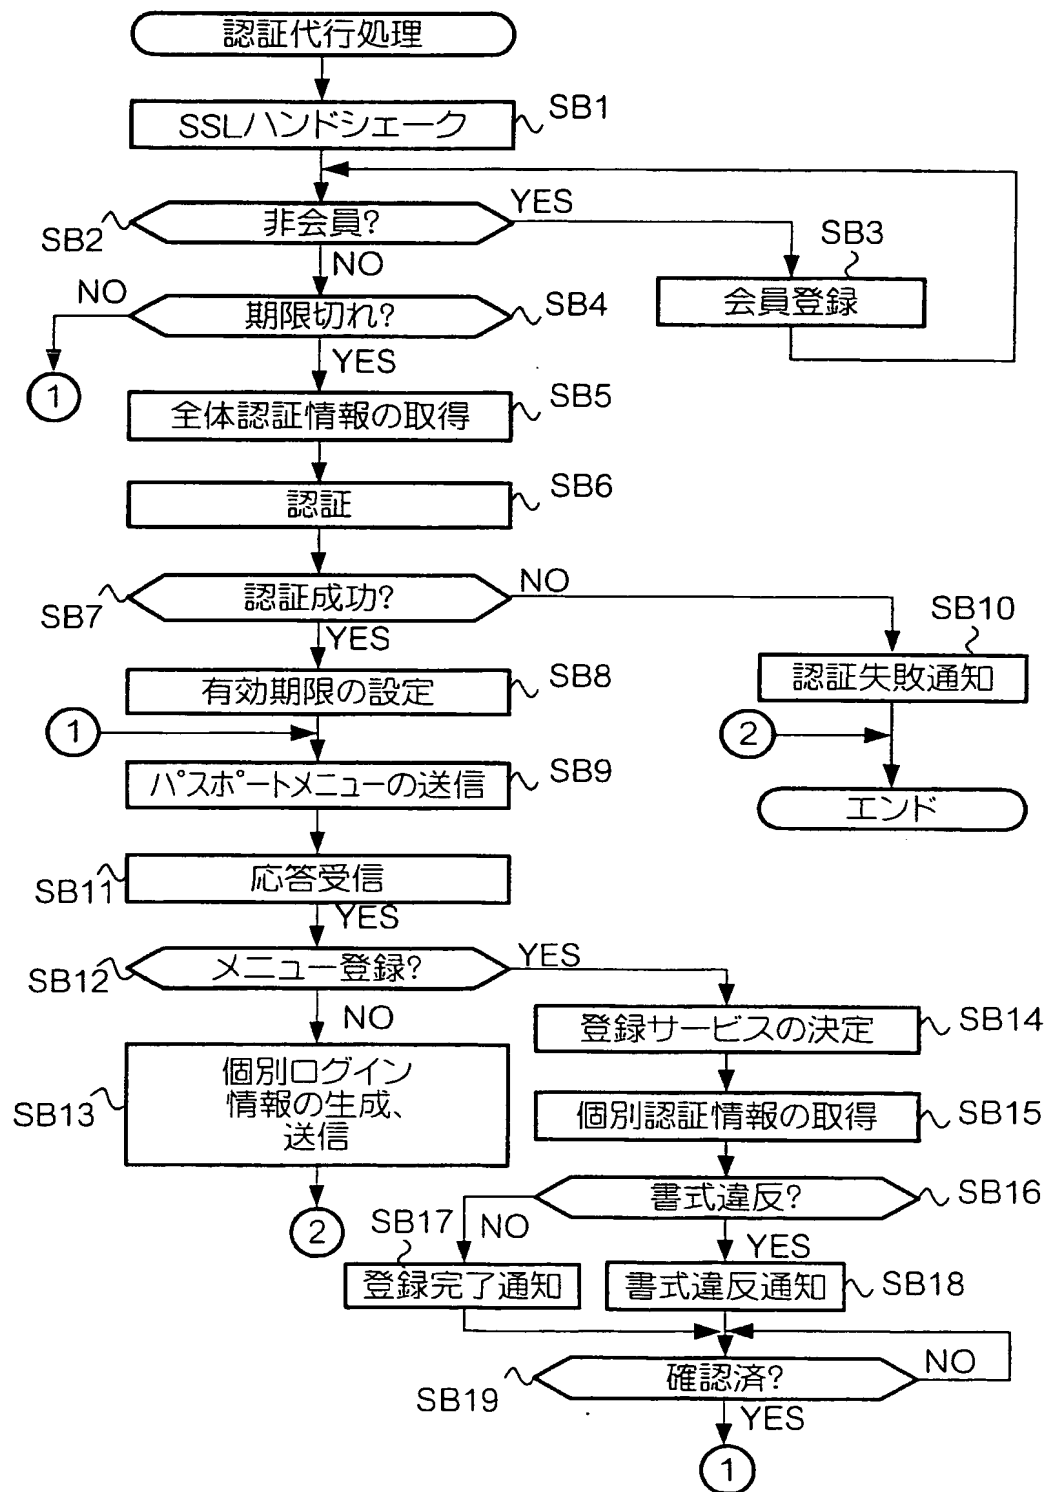 認証代行処理
SSLハンドシェーク
SB1
非会員?
SB2
YES
NO
SB3
会員登録
期限切れ?
SB4
NO
YES
①
全体認証情報の取得
SB5
認証
SB6
認証成功?
SB7
NO
YES
SB10
認証失敗通知
有効期限の設定
SB8
①
②
パスポートメニューの送信
SB9
エンド
応答受信
SB11
YES
メニュー登録?
SB12
YES
NO
登録サービスの決定
SB14
個別ログイン
情報の生成、
送信
SB13
個別認証情報の取得
SB15
書式違反?
SB16
②
SB17
NO
YES
登録完了通知
書式違反通知
SB18
確認済?
SB19
NO
YES
①